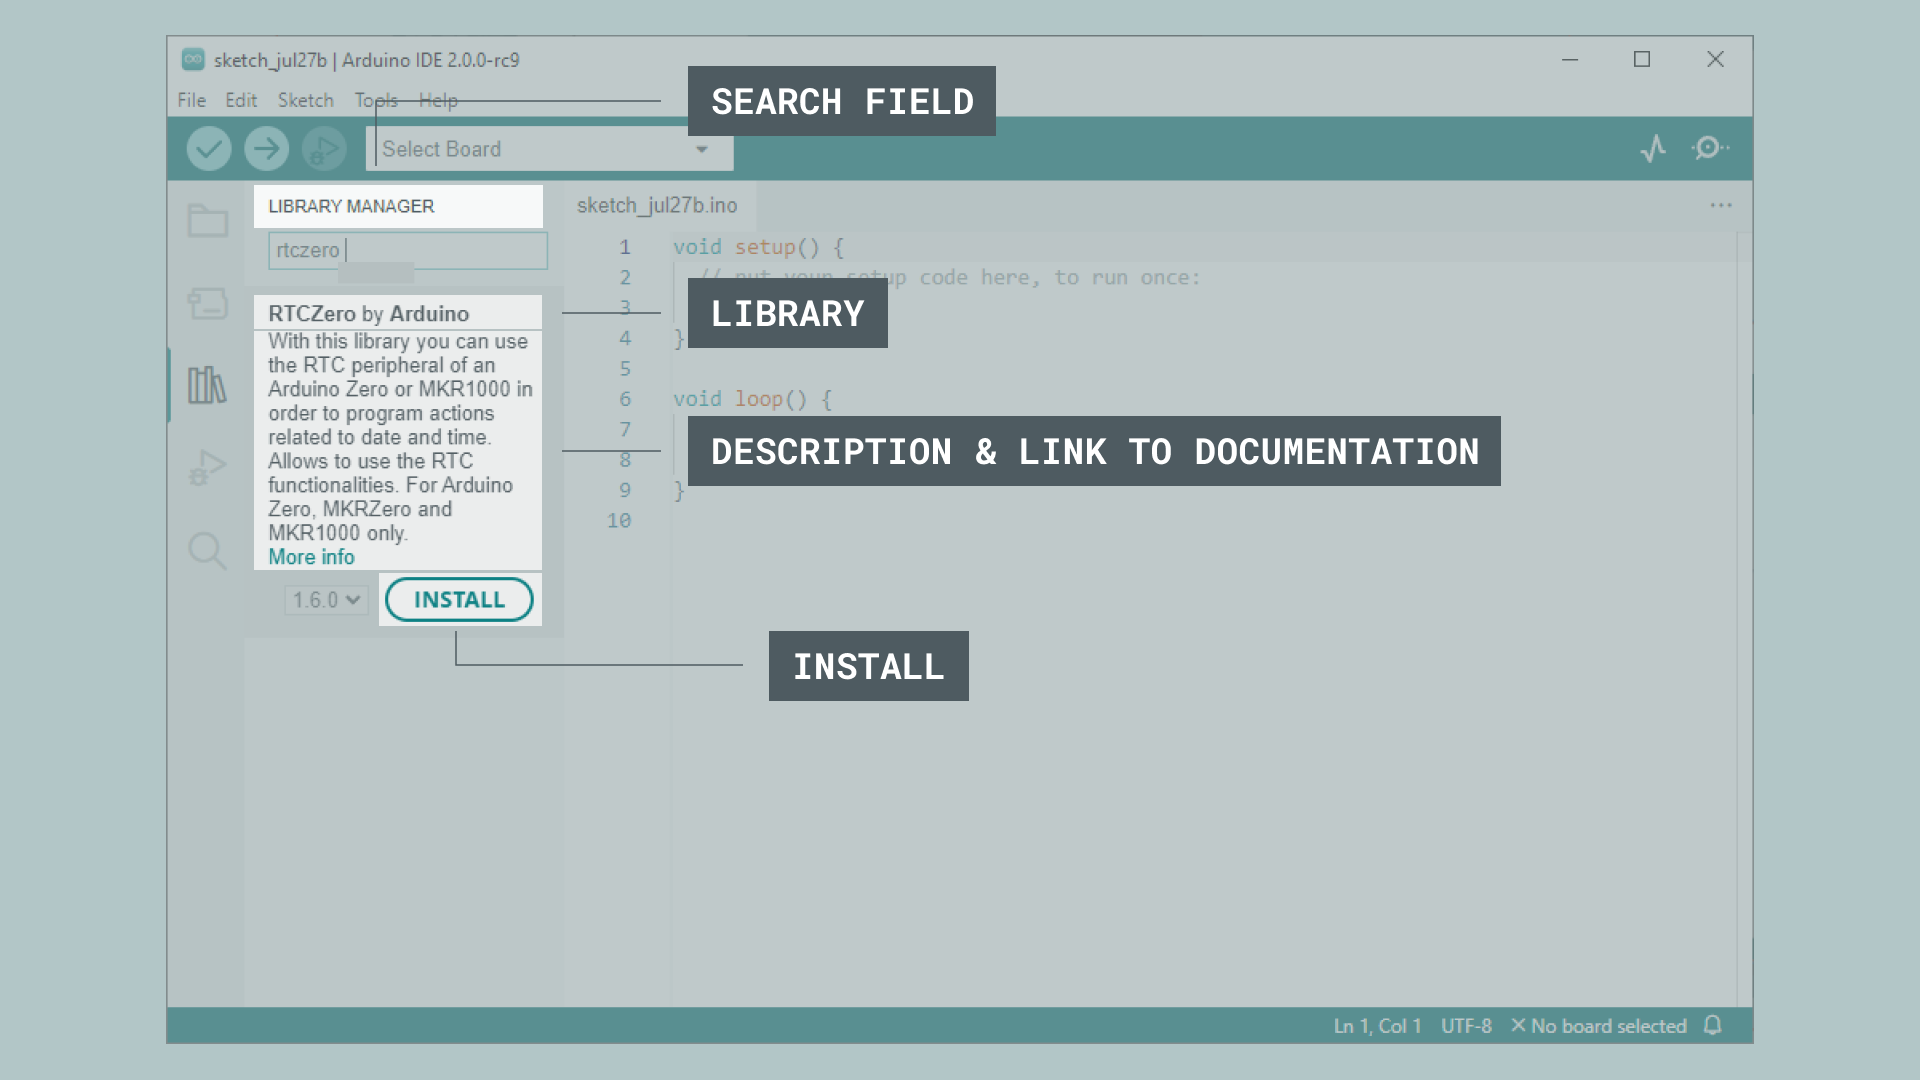 sketch_jul27b | Arduino IDE 2.0.0-rc9
File Edit Sketch Tools Help
SEARCH FIELD
Select Board
LIBRARY MANAGER
rtczero
RTCZero by Arduino
With this library you can use
the RTC peripheral of an
Arduino Zero or MKR1000 in
order to program actions
related to date and time.
Allows to use the RTC
functionalities. For Arduino
Zero, MKRZero and
MKR1000 only.
More info
1.6.0
INSTALL
sketch_jul27b.ino
1 void setup() {
2 // put your setup code here, to run once:
3
4 }
5
6 void loop() {
7
8
9 }
10
LIBRARY
DESCRIPTION & LINK TO DOCUMENTATION
INSTALL
Ln 1, Col 1 UTF-8 No board selected